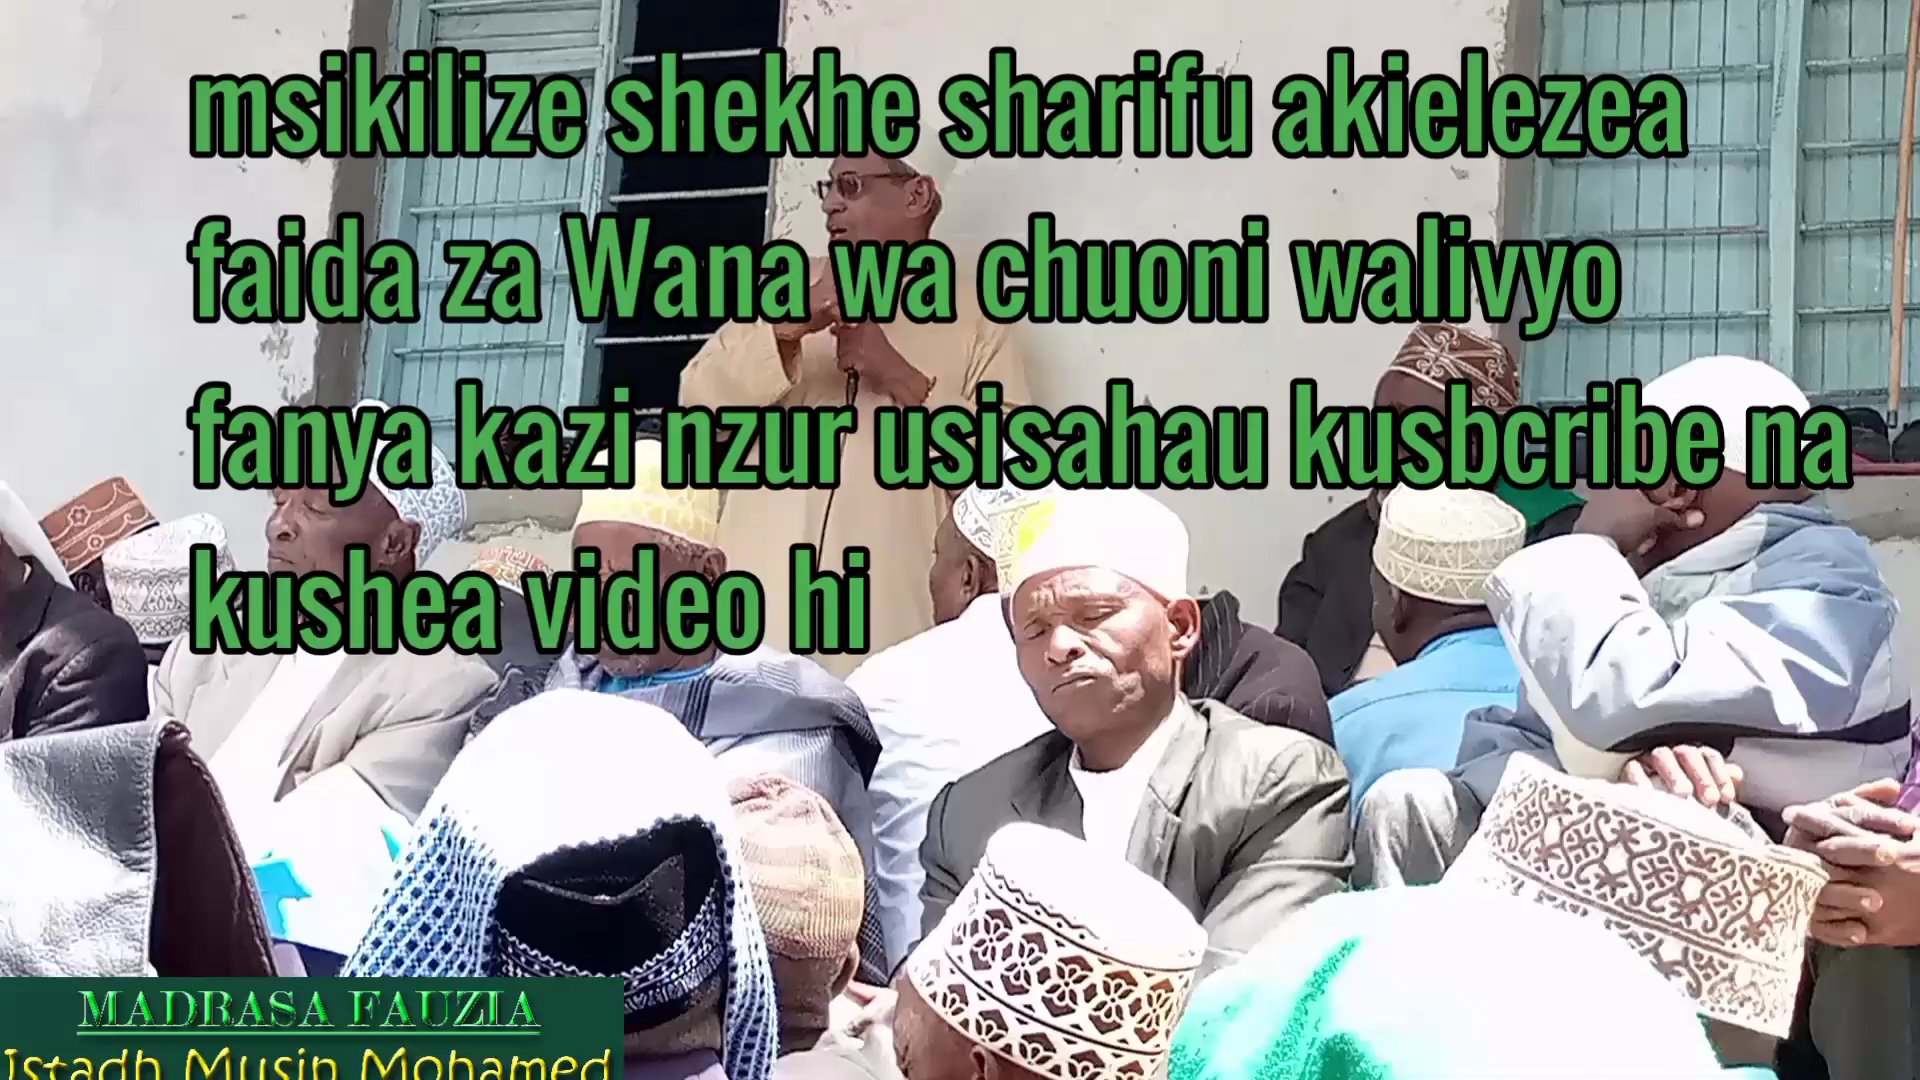 msikilize shekhe sharifu akielezea
faida za Wana wa chuoni walivyo
fanya kazi nzur usisahau kusbcribe na
kushea video hi
MADRASA FAUZIA
Istadh Musin Mohamed